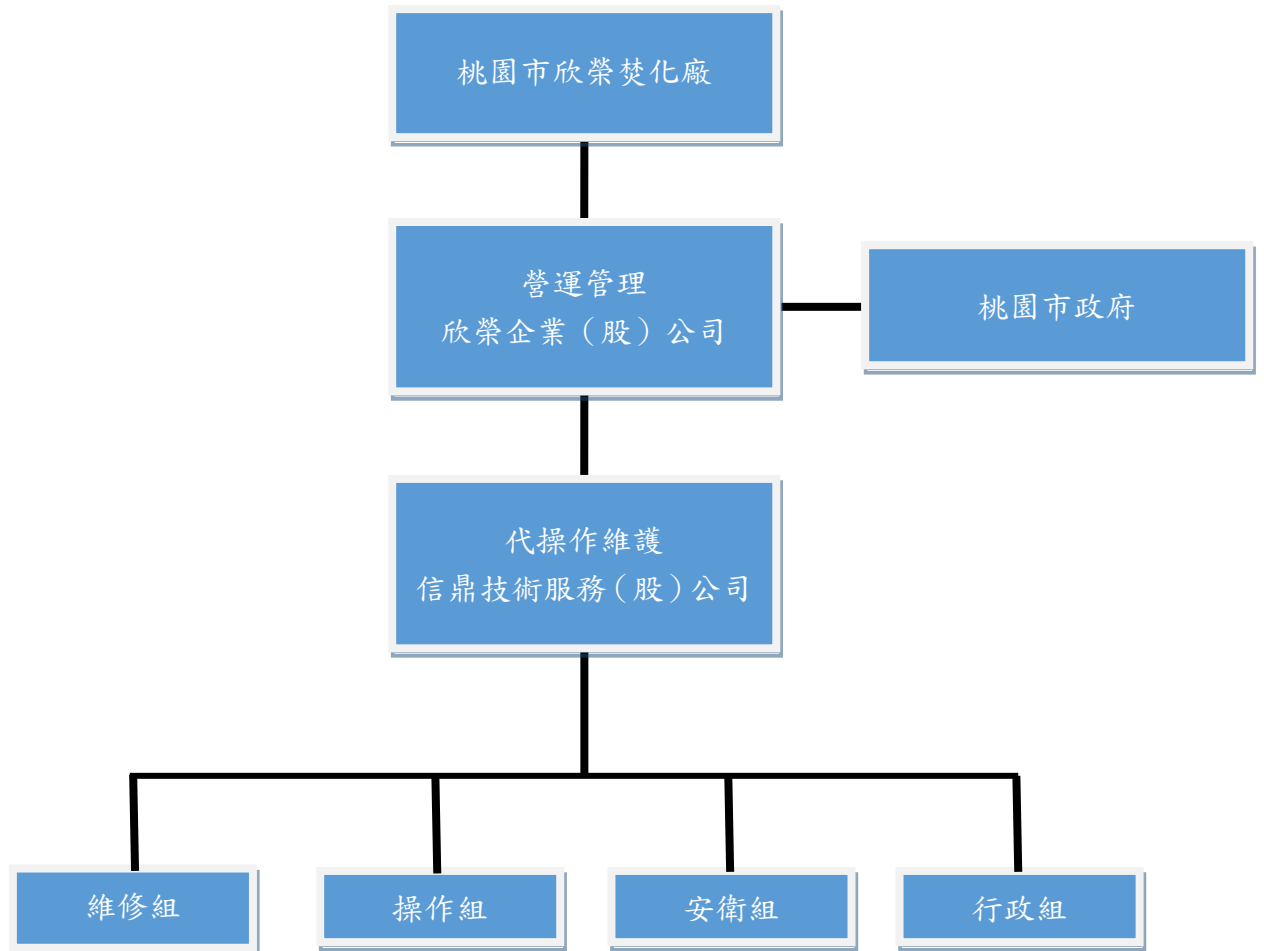 桃園市欣榮焚化廠
營運管理
欣榮企業（股）公司
桃園市政府
代操作維護
信鼎技術服務（股）公司
維修組
操作組
安衛組
行政組